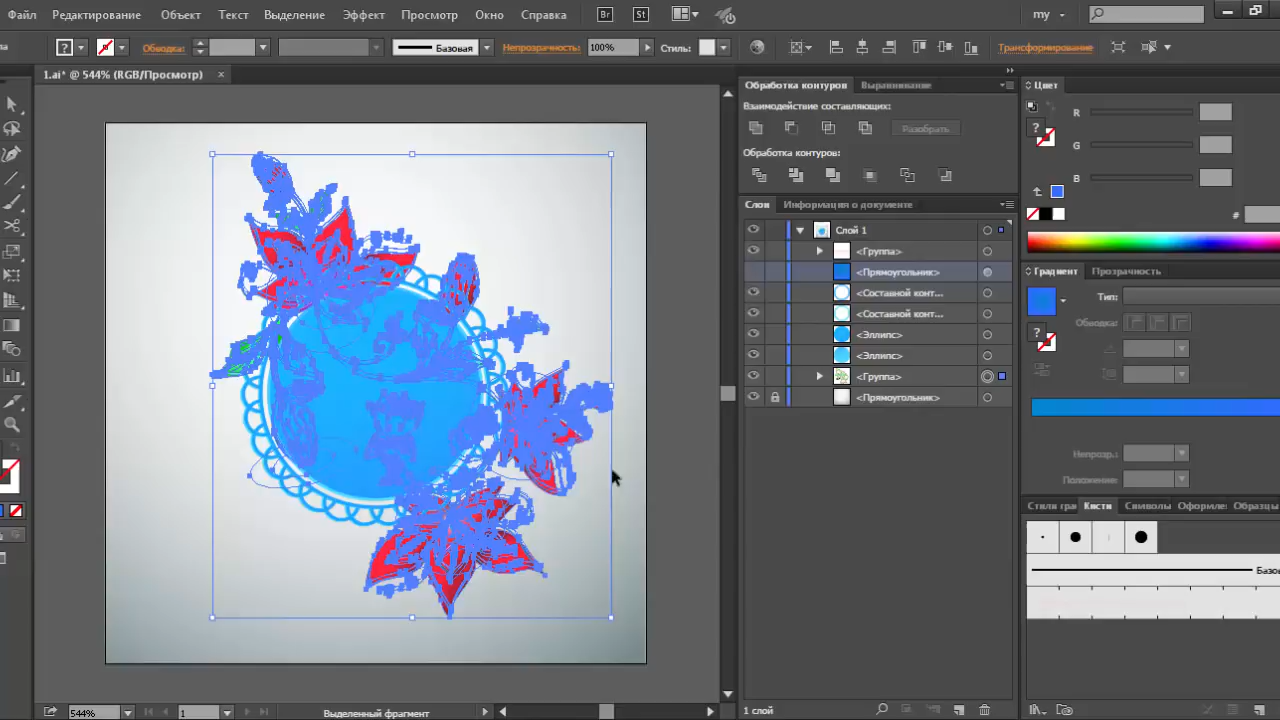 Файл Редактирование Объект Текст Выделение Эффект Просмотр Окно Справка Br St my
Обводка: Базовая Непрозрачность: 100% Стиль: Трансформирование
1.ai* @ 544% (RGB/Просмотр) ×
Обработка контуров Выравнивание
Взаимодействие составляющих:
Разобрать
Обработка контуров:
Слои Информация о документе
Слой 1
<Группа>
<Прямоугольник>
<Составной конт...
<Составной конт...
<Эллипс>
<Эллипс>
<Группа>
<Прямоугольник>
1 слой
Цвет
R
G
B
#
Градиент Прозрачность
Тип:
Обводка:
Непрозр.:
Положение:
Стили гра Кисти Символы Оформле Образцы
Базо
544% 1 Выделенный фрагмент